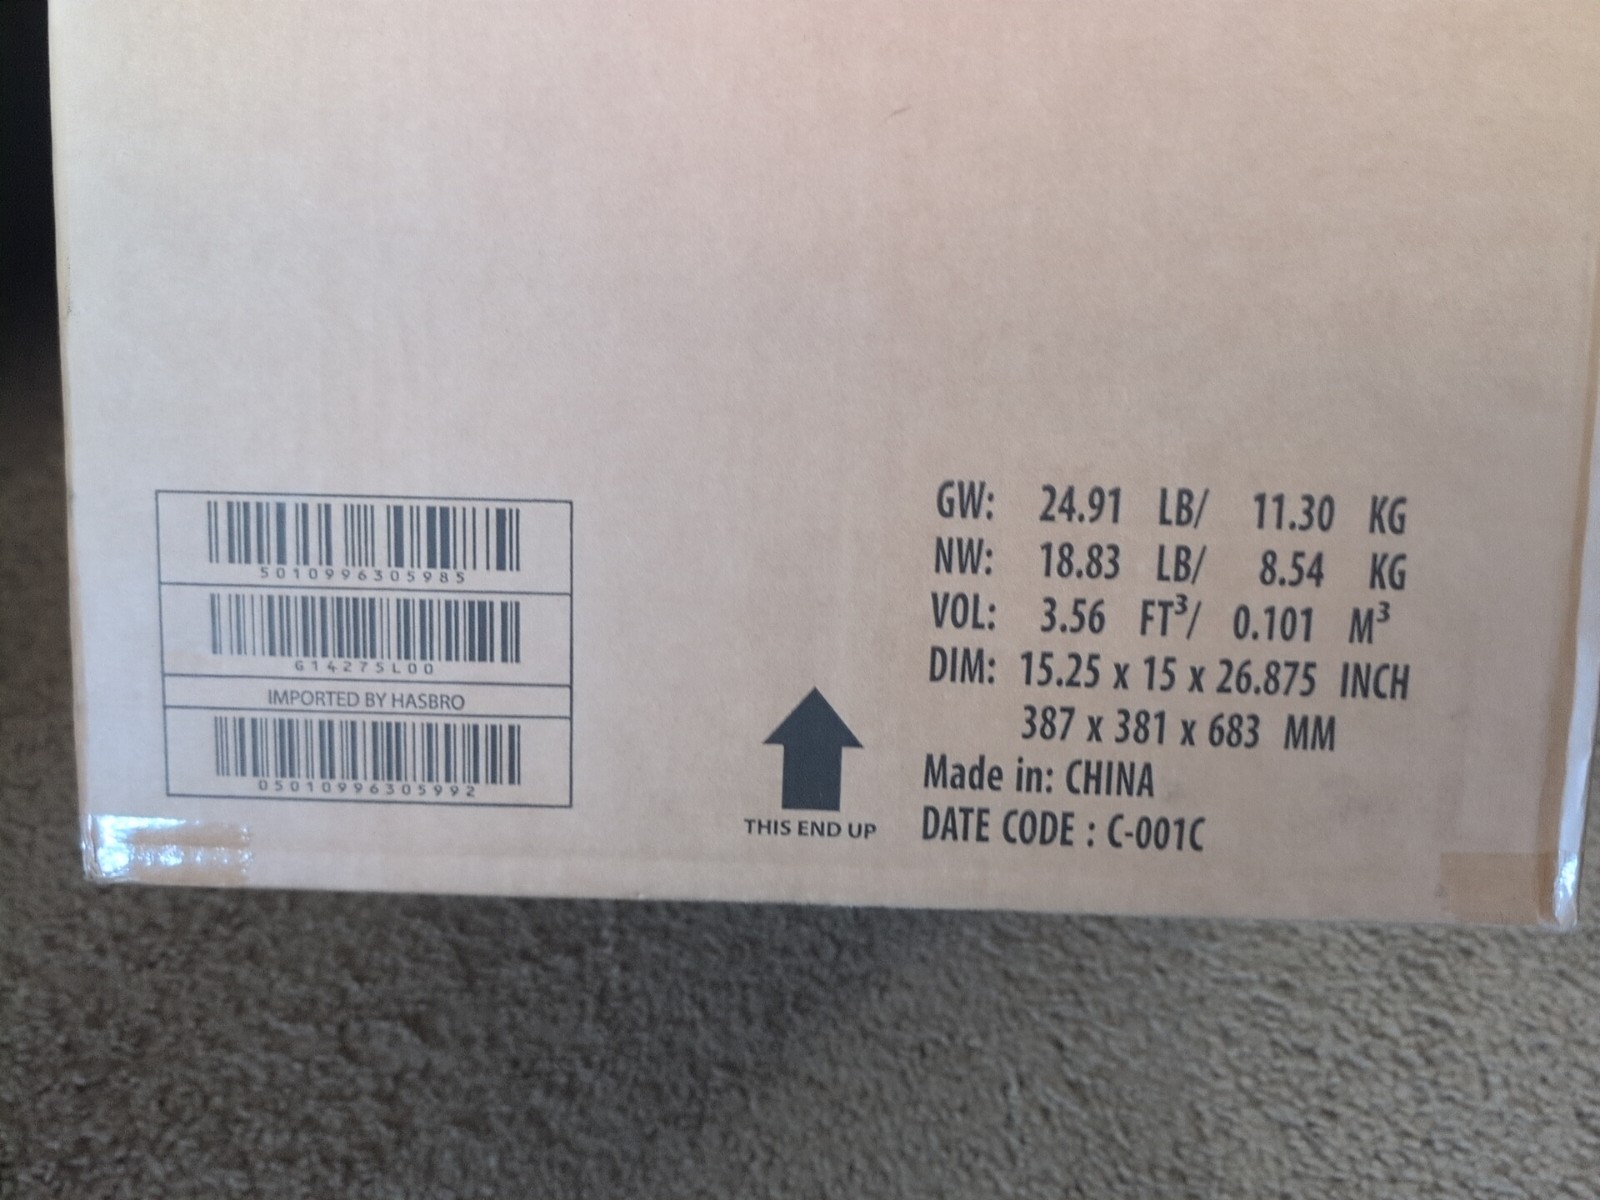 5010996305985
G14275L00
IMPORTED BY HASBRO
05010996305992
THIS END UP
GW: 24.91 LB/ 11.30 KG
NW: 18.83 LB/ 8.54 KG
VOL: 3.56 FT³/ 0.101 M³
DIM: 15.25 x 15 x 26.875 INCH
387 x 381 x 683 MM
Made in: CHINA
DATE CODE : C-001C